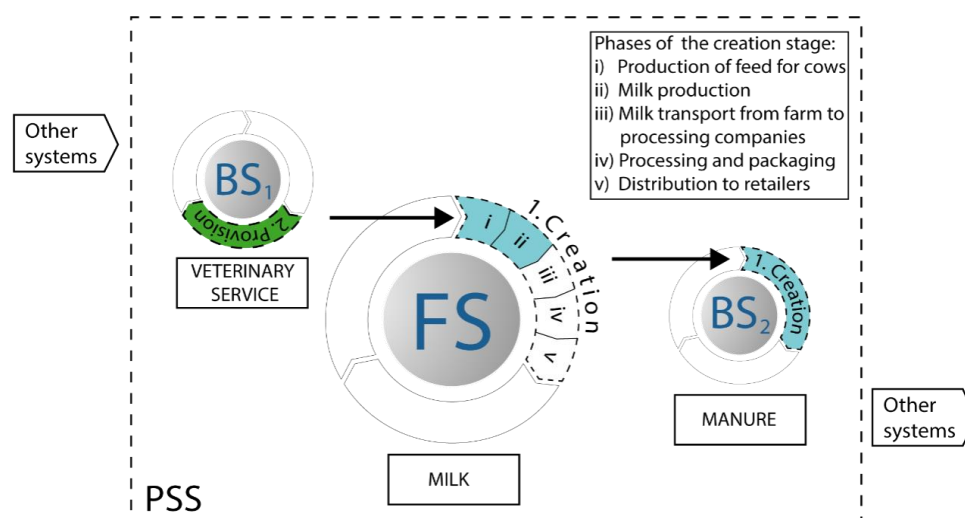 Phases of the creation stage:
i) Production of feed for cows
ii) Milk production
iii) Milk transport from farm to
processing companies
iv) Processing and packaging
v) Distribution to retailers
Other
systems
BS1
2. Provision
VETERINARY
SERVICE
FS
1. Creation
i
ii
iii
iv
v
MILK
BS2
1. Creation
MANURE
Other
systems
PSS